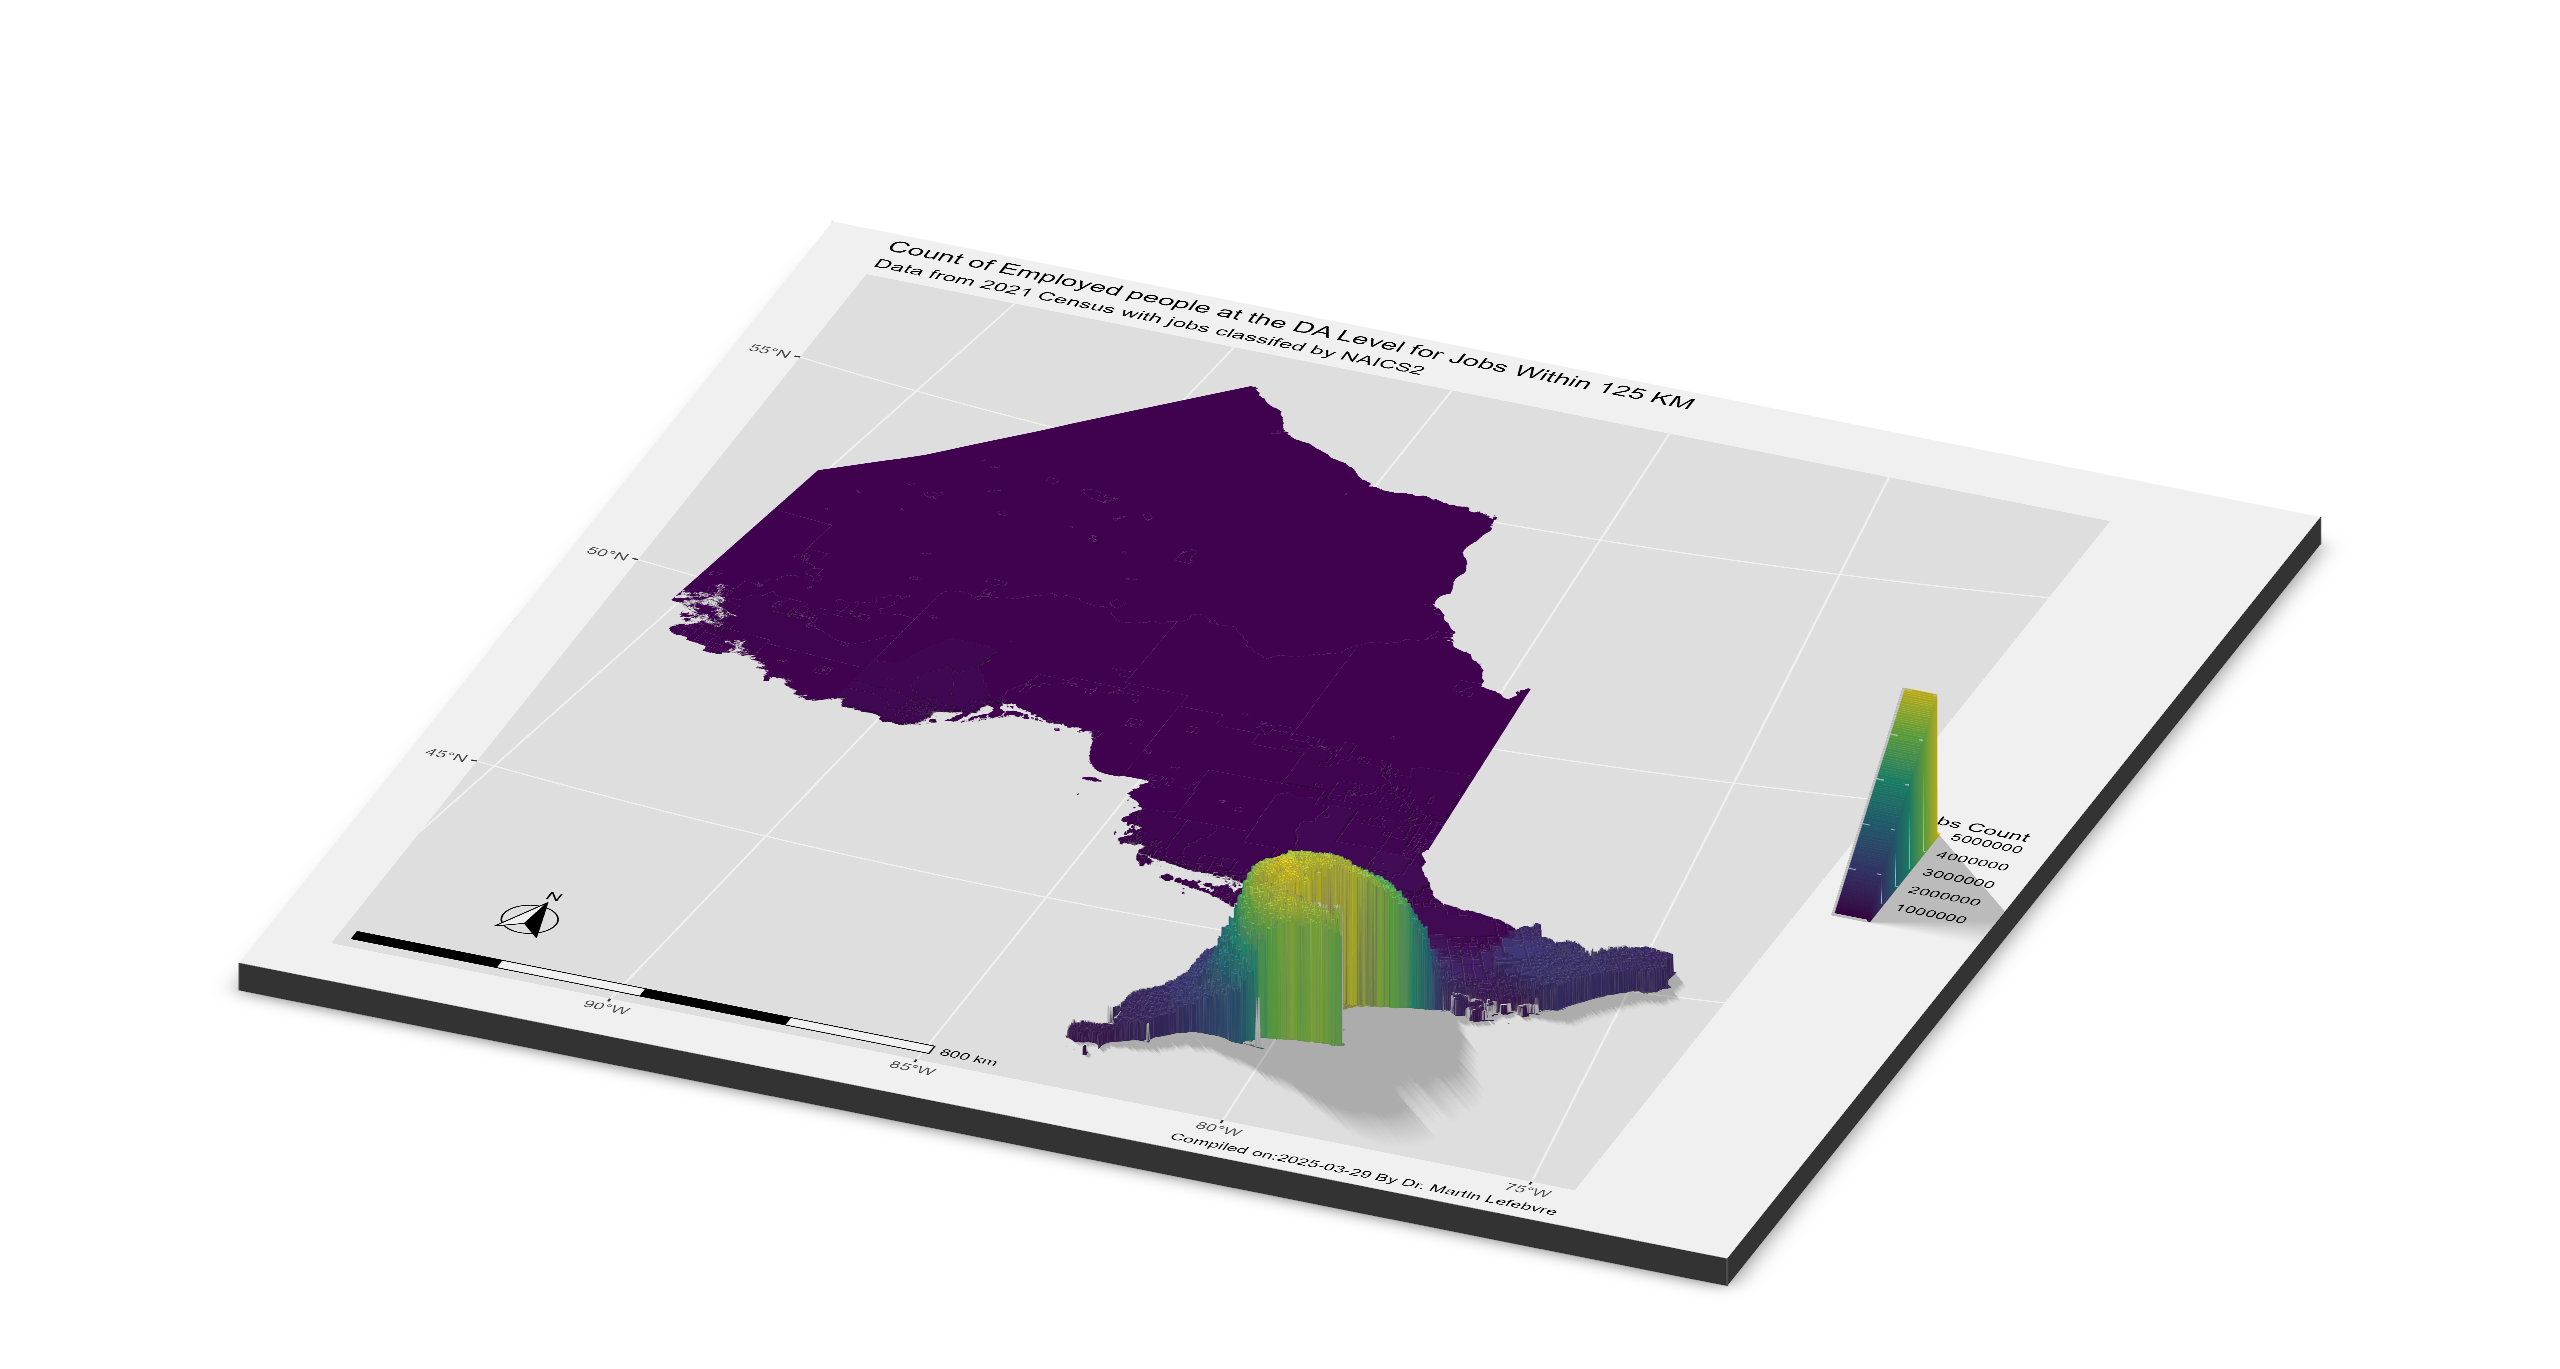 Count of Employed people at the DA Level for Jobs Within 125 KM
Data from 2021 Census with jobs classifed by NAICS2
55°N
50°N
45°N
N
800 km
90°W
85°W
80°W
75°W
Count
5000000
4000000
3000000
2000000
1000000
Compiled on:2025-03-29 By Dr. Martin Lefebvre